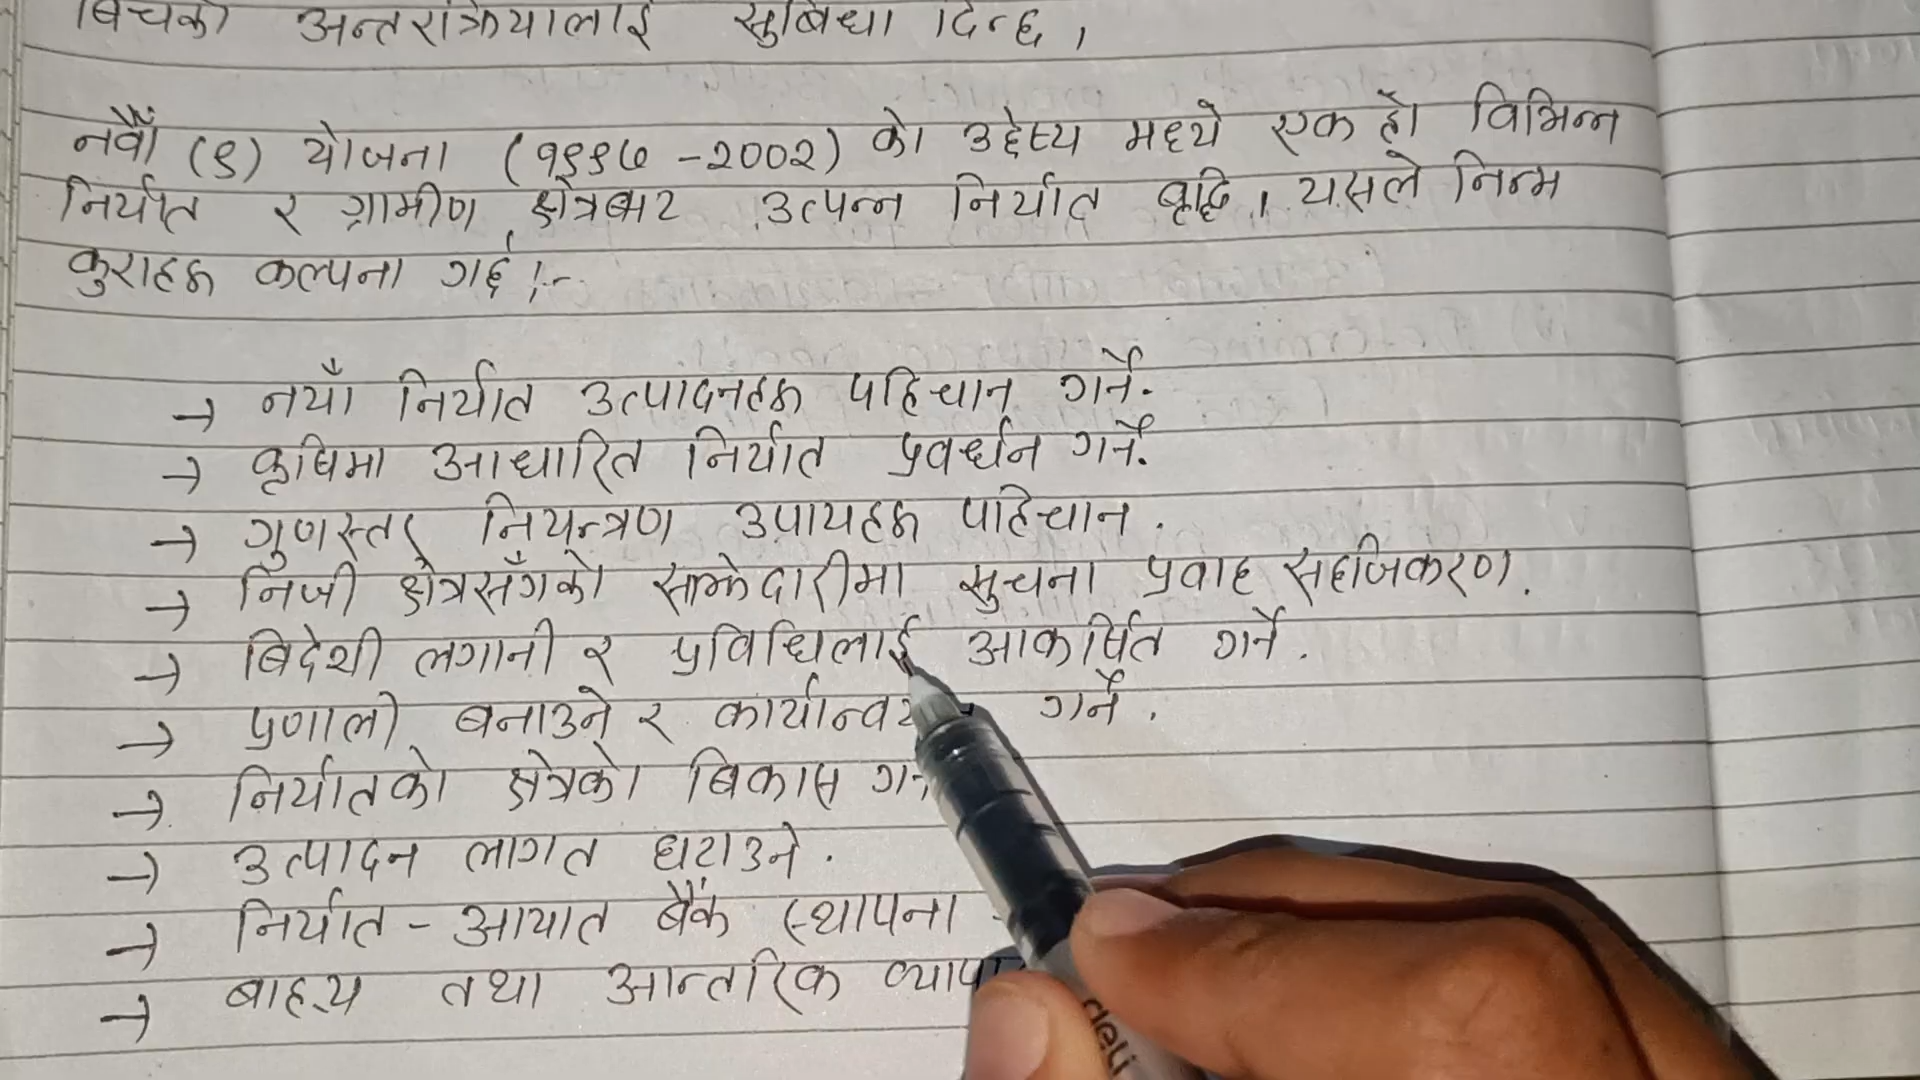 बिचको अन्तरक्रियालाई सुबिधा दिन्छ ।
नवौं (९) योजना (१९९७ -२००२) को उद्देश्य मध्ये एक हो विभिन्न
निर्यात र ग्रामीण क्षेत्रबाट उत्पन्न निर्यात बृद्धि । यसले निम्न
कुराहरु कल्पना गर्छ :-
→ नयाँ निर्यात उत्पादनहरु पहिचान गर्ने.
→ कृषिमा आधारित निर्यात प्रवर्धन गर्ने.
→ गुणस्तर नियन्त्रण उपायहरु पहिचान .
→ निजी क्षेत्रसँगको साझेदारीमा सुचना प्रवाह सहजिकरण .
→ बिदेशी लगानी र प्रविधिलाई आकर्षित गर्ने .
→ प्रणाली बनाउने र गर्ने .
→ निर्यातको क्षेत्रको बिकास
→ उत्पादन लागत घटाउने .
→ निर्यात - आयात बैंक स्थापना
→ बाह्य तथा आन्तरिक
deli